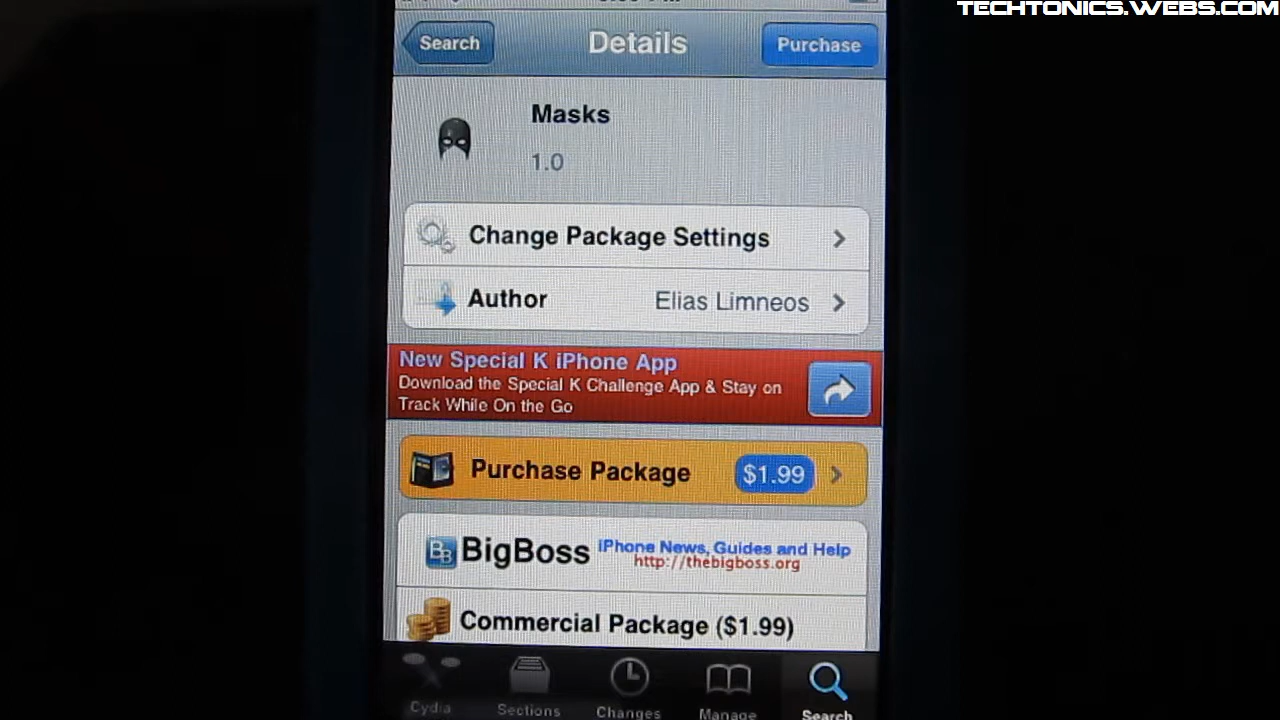 TECHTONICS.WEBS.COM
Search
Details
Purchase
Masks
1.0
Change Package Settings
Author Elias Limneos
New Special K iPhone App
Download the Special K Challenge App & Stay on
Track While On the Go
Purchase Package $1.99
BB BigBoss iPhone News, Guides and Help
http://thebigboss.org
Commercial Package ($1.99)
Cydia Sections Changes Manage Search